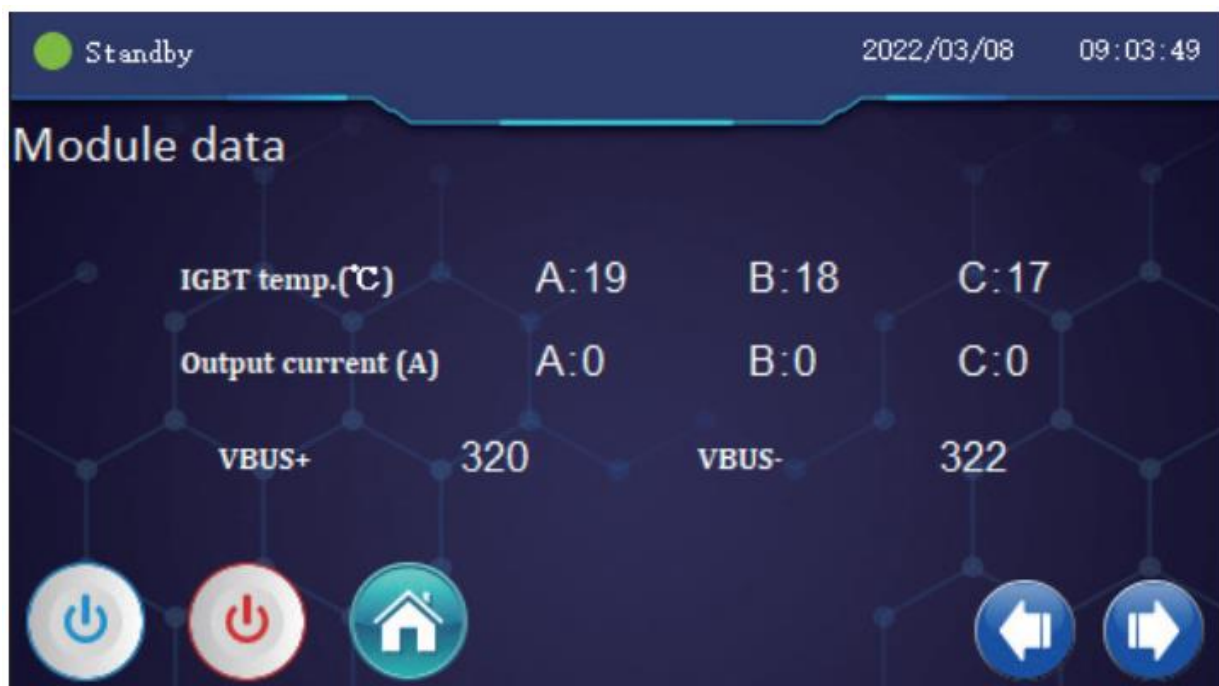 Standby 2022/03/08 09:03:49
Module data
IGBT temp.(℃) A:19 B:18 C:17
Output current (A) A:0 B:0 C:0
VBUS+ 320 VBUS- 322